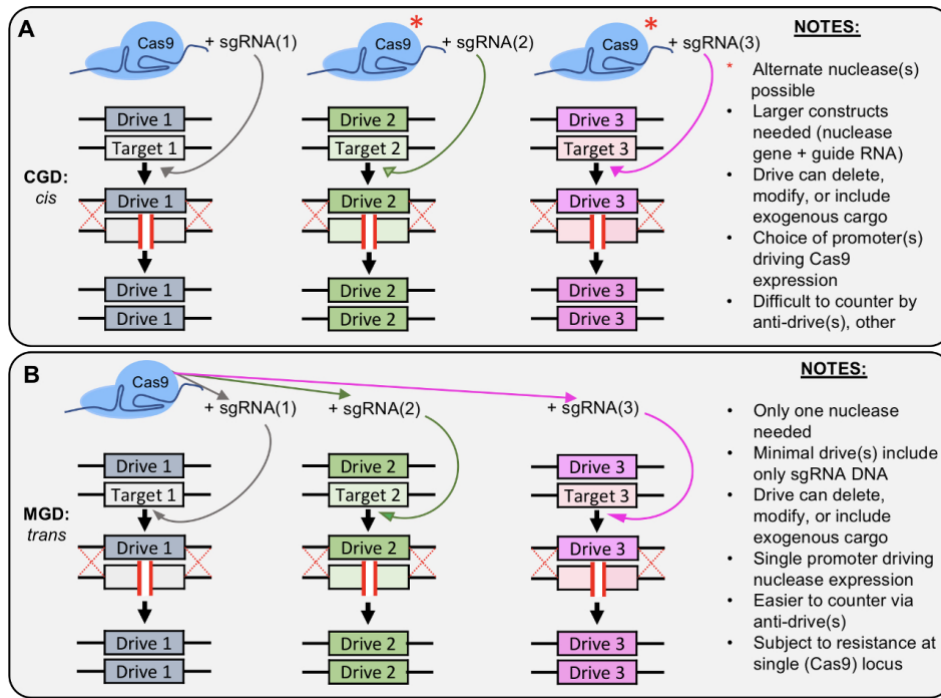 A
Cas9
+ sgRNA(1)
*
Cas9
+ sgRNA(2)
*
Cas9
+ sgRNA(3)
Drive 1
Target 1
Drive 2
Target 2
Drive 3
Target 3
CGD:
cis
Drive 1
Drive 2
Drive 3
Drive 1
Drive 1
Drive 2
Drive 2
Drive 3
Drive 3
NOTES:
* Alternate nuclease(s)
possible
• Larger constructs
needed (nuclease
gene + guide RNA)
• Drive can delete,
modify, or include
exogenous cargo
• Choice of promoter(s)
driving Cas9
expression
• Difficult to counter by
anti-drive(s), other
B
Cas9
+ sgRNA(1)
+ sgRNA(2)
+ sgRNA(3)
Drive 1
Target 1
Drive 2
Target 2
Drive 3
Target 3
MGD:
trans
Drive 1
Drive 2
Drive 3
Drive 1
Drive 1
Drive 2
Drive 2
Drive 3
Drive 3
NOTES:
• Only one nuclease
needed
• Minimal drive(s) include
only sgRNA DNA
• Drive can delete,
modify, or include
exogenous cargo
• Single promoter driving
nuclease expression
• Easier to counter via
anti-drive(s)
• Subject to resistance at
single (Cas9) locus